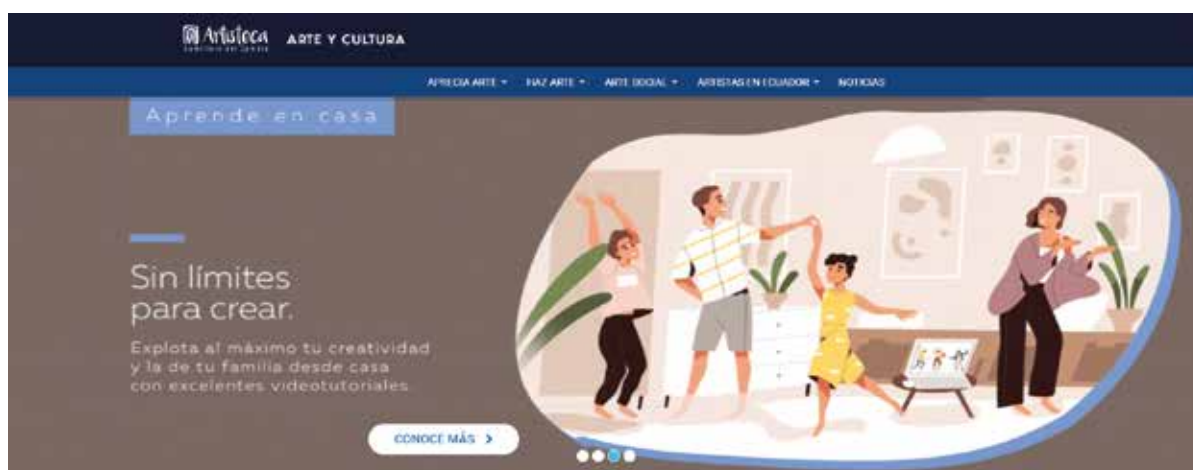 Artisteca ARTE Y CULTURA
APRECIA ARTE HAZ ARTE ARTE SOCIAL ARTISTAS EN ECUADOR NOTICIAS
Aprende en casa
Sin límites
para crear.
Explota al máximo tu creatividad
y la de tu familia desde casa
con excelentes videotutoriales.
CONOCE MÁS >